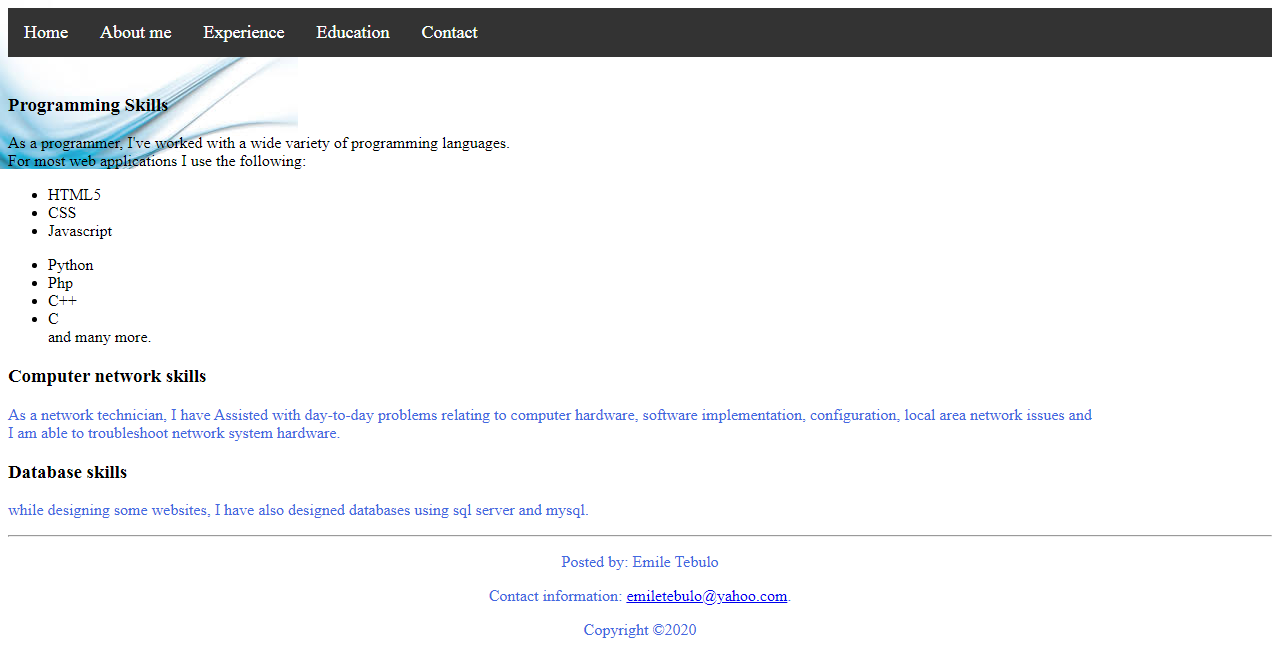 Home About me Experience Education Contact
Programming Skills
As a programmer, I've worked with a wide variety of programming languages.
For most web applications I use the following:
• HTML5
• CSS
• Javascript
• Python
• Php
• C++
• C
and many more.
Computer network skills
As a network technician, I have Assisted with day-to-day problems relating to computer hardware, software implementation, configuration, local area network issues and
I am able to troubleshoot network system hardware.
Database skills
while designing some websites, I have also designed databases using sql server and mysql.
Posted by: Emile Tebulo
Contact information: emiletebulo@yahoo.com.
Copyright ©2020